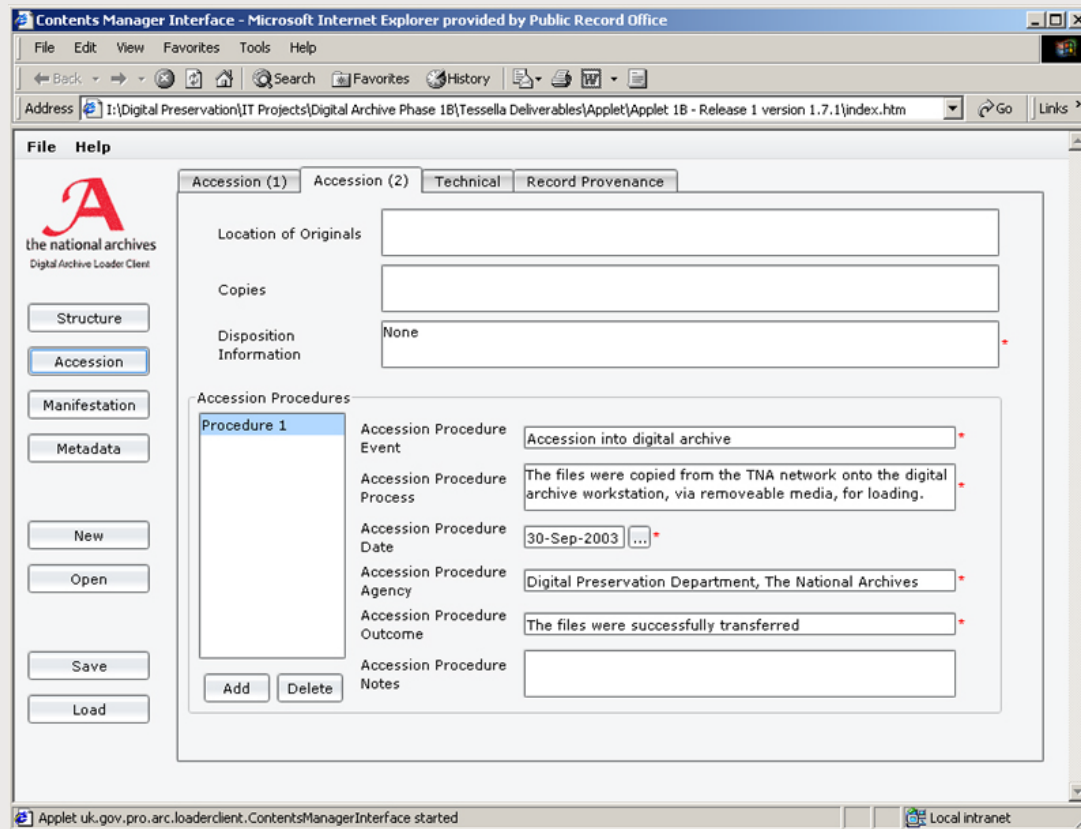 Contents Manager Interface - Microsoft Internet Explorer provided by Public Record Office
File Edit View Favorites Tools Help
Back Search Favorites History
Address I:\Digital Preservation\IT Projects\Digital Archive Phase 1B\Tessella Deliverables\Applet\Applet 1B - Release 1 version 1.7.1\index.htm Go Links »
File Help
the national archives
Digital Archive Loader Client
Structure
Accession
Manifestation
Metadata
New
Open
Save
Load
Accession (1) Accession (2) Technical Record Provenance
Location of Originals
Copies
Disposition
Information
None
*
Accession Procedures
Procedure 1
Add Delete
Accession Procedure
Event
Accession into digital archive *
Accession Procedure
Process
The files were copied from the TNA network onto the digital
archive workstation, via removeable media, for loading. *
Accession Procedure
Date
30-Sep-2003 ... *
Accession Procedure
Agency
Digital Preservation Department, The National Archives *
Accession Procedure
Outcome
The files were successfully transferred *
Accession Procedure
Notes
Applet uk.gov.pro.arc.loaderclient.ContentsManagerInterface started Local intranet